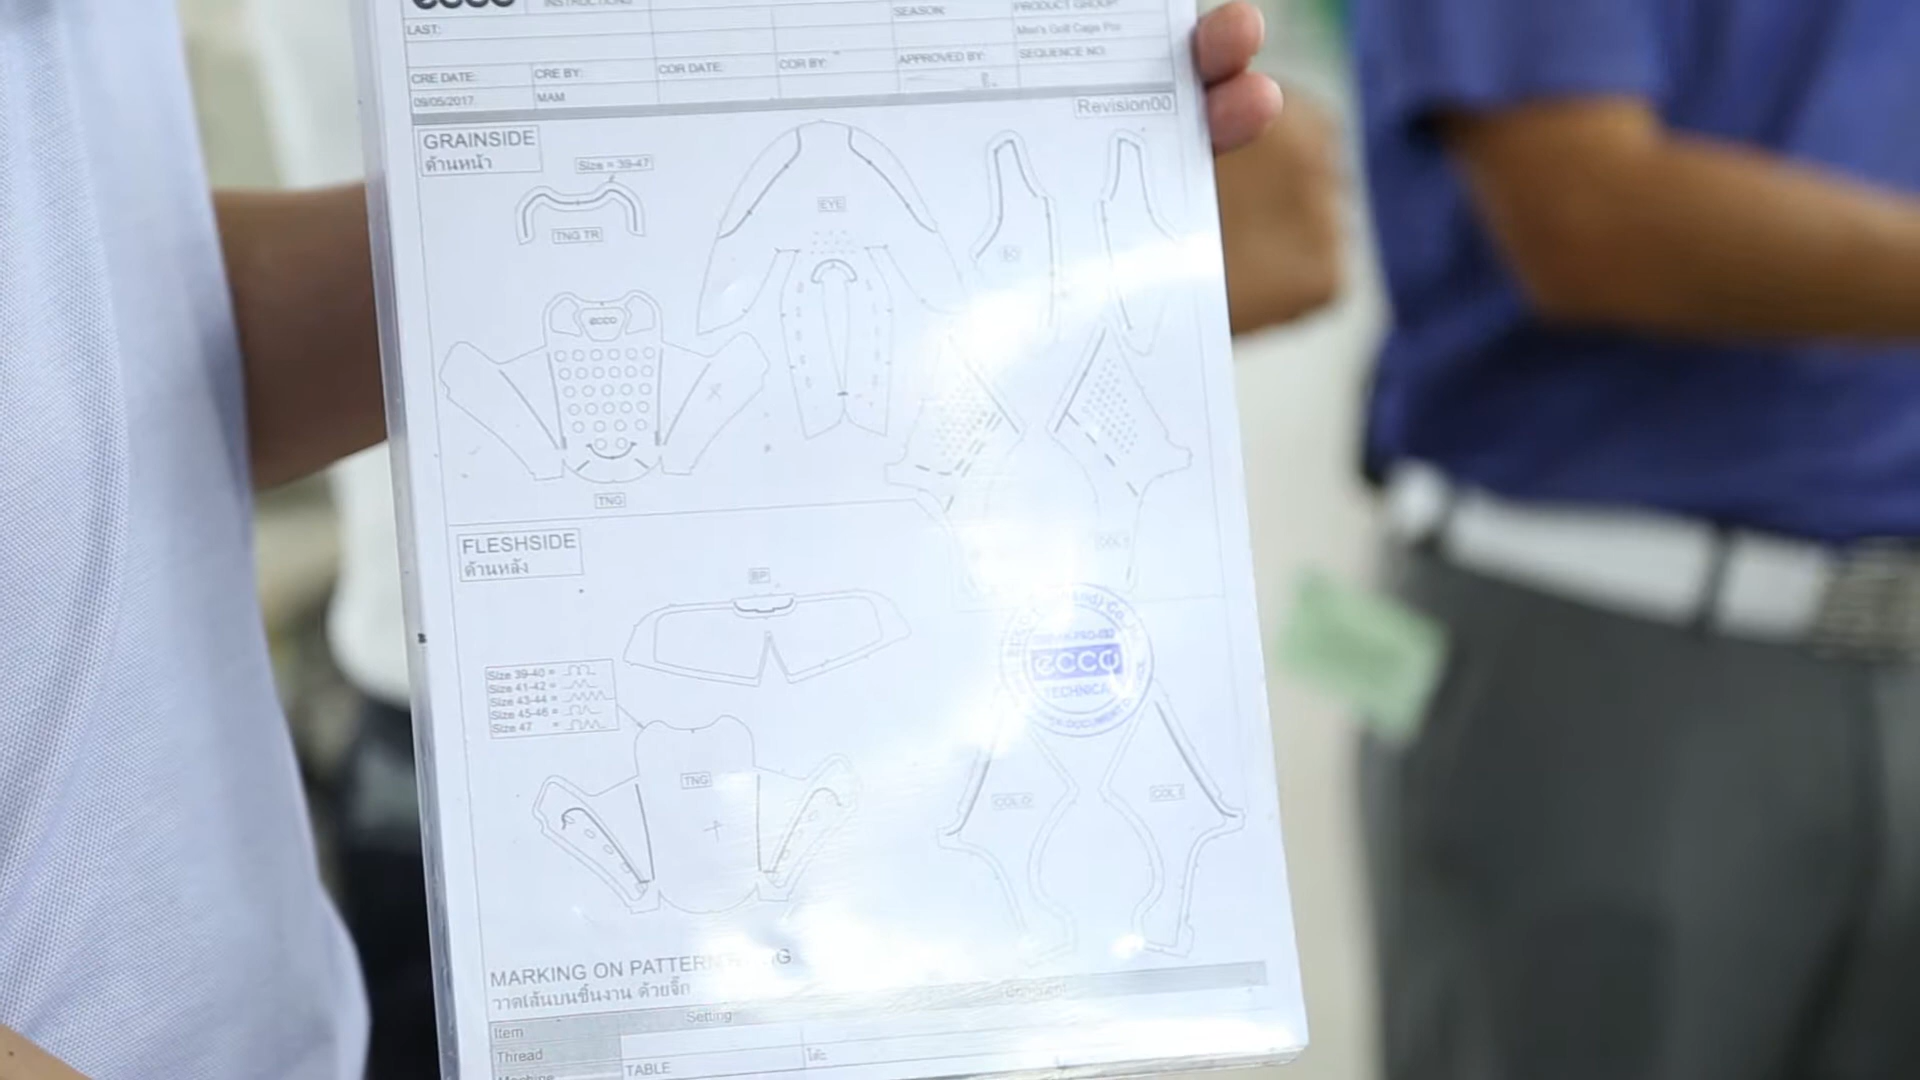 ecco INSTRUCTIONS
LAST: SEASON: PRODUCT GROUP:
Men's Golf Cage Pro
CRE DATE: CRE BY: COR DATE: COR BY: APPROVED BY: SEQUENCE NO:
09/05/2017 MAM
Revision00
GRAINSIDE
ด้านหน้า
Size = 39-47
TNG TR
EYE
ecco
TNG
FLESHSIDE
ด้านหลัง
BP
Size 39-40 =
Size 41-42 =
Size 43-44 =
Size 45-46 =
Size 47 =
TNG
ecco
COL O
COL I
MARKING ON PATTERN
วาดเส้นบนชิ้นงาน ด้วยจิ๊ก
Item Setting
Thread
Machine TABLE โต๊ะ